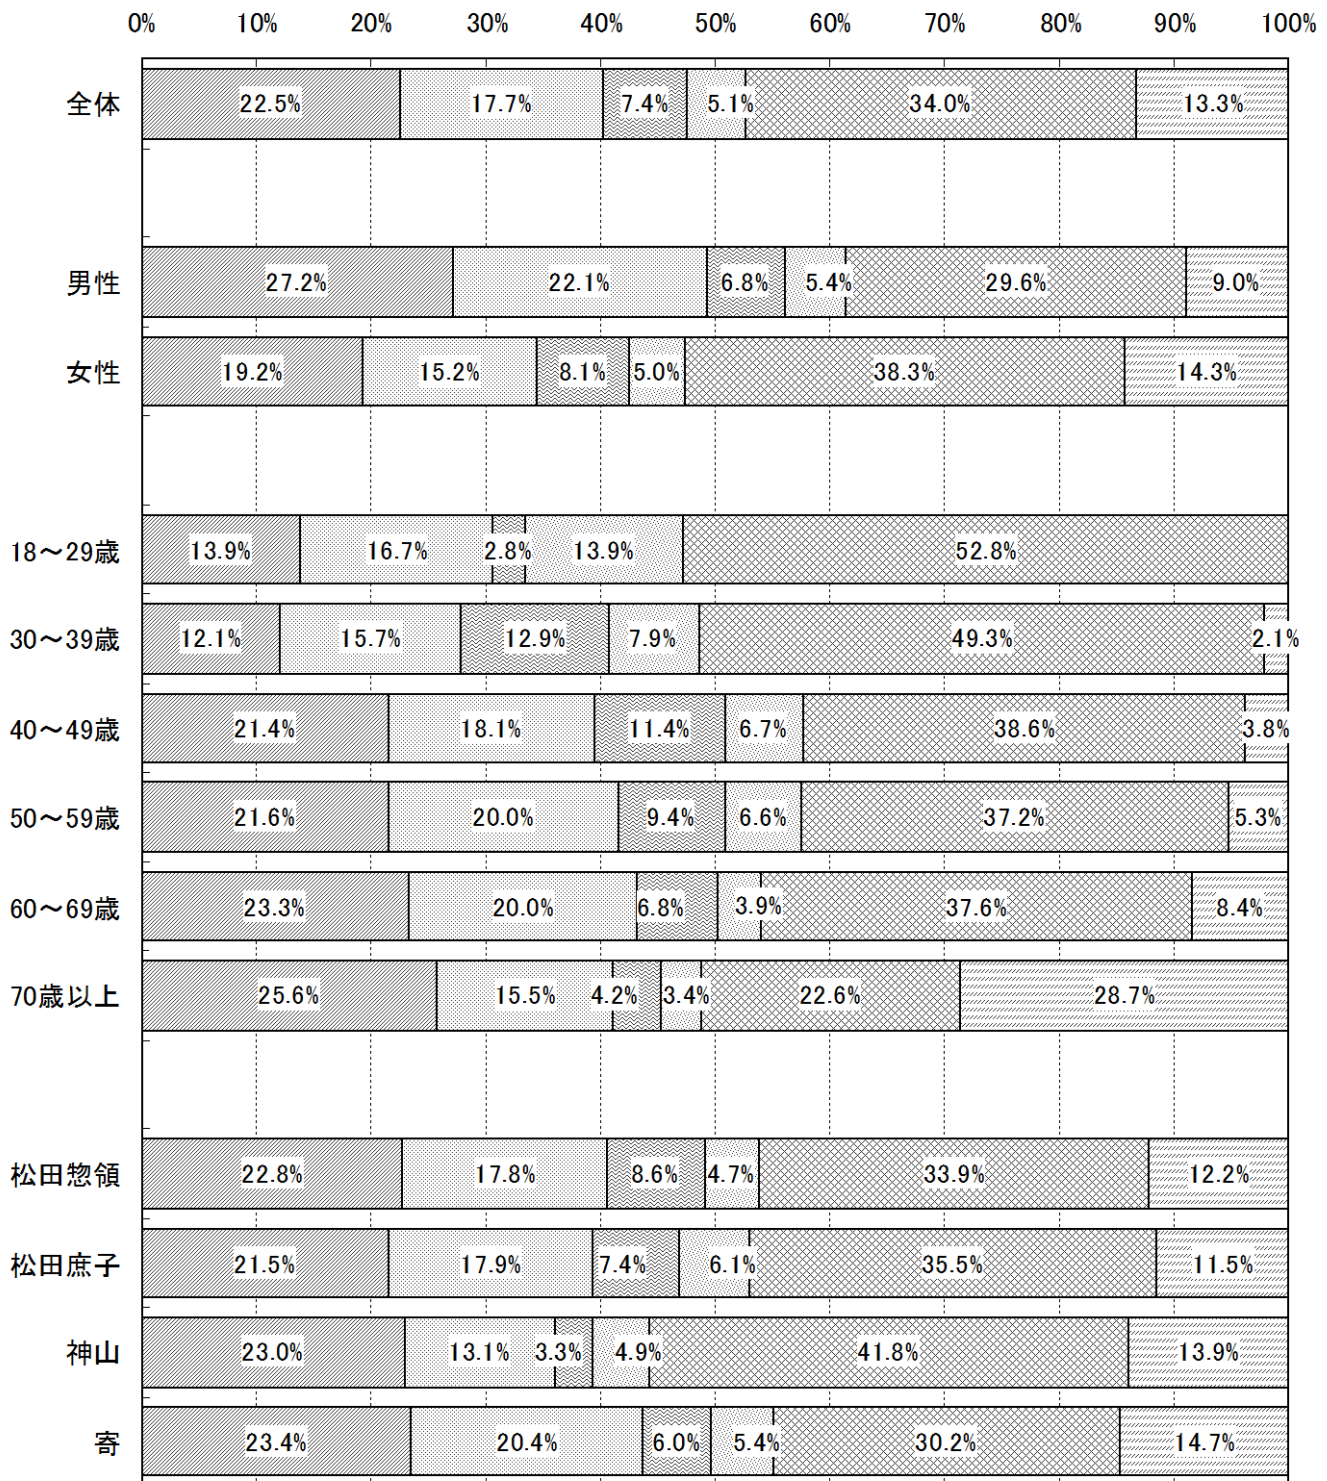 0% 10% 20% 30% 40% 50% 60% 70% 80% 90% 100%
全体 22.5% 17.7% 7.4% 5.1% 34.0% 13.3%
男性 27.2% 22.1% 6.8% 5.4% 29.6% 9.0%
女性 19.2% 15.2% 8.1% 5.0% 38.3% 14.3%
18～29歳 13.9% 16.7% 2.8% 13.9% 52.8%
30～39歳 12.1% 15.7% 12.9% 7.9% 49.3% 2.1%
40～49歳 21.4% 18.1% 11.4% 6.7% 38.6% 3.8%
50～59歳 21.6% 20.0% 9.4% 6.6% 37.2% 5.3%
60～69歳 23.3% 20.0% 6.8% 3.9% 37.6% 8.4%
70歳以上 25.6% 15.5% 4.2% 3.4% 22.6% 28.7%
松田惣領 22.8% 17.8% 8.6% 4.7% 33.9% 12.2%
松田庶子 21.5% 17.9% 7.4% 6.1% 35.5% 11.5%
神山 23.0% 13.1% 3.3% 4.9% 41.8% 13.9%
寄 23.4% 20.4% 6.0% 5.4% 30.2% 14.7%